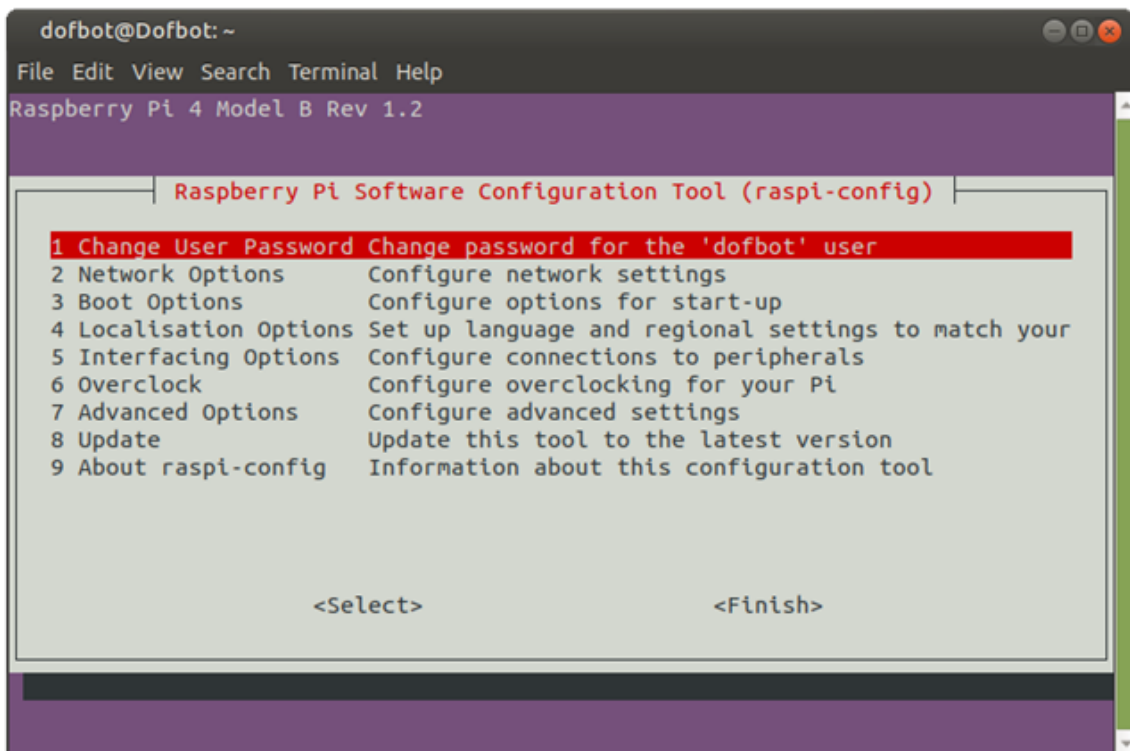 dofbot@Dofbot: ~
File Edit View Search Terminal Help
Raspberry Pi 4 Model B Rev 1.2
Raspberry Pi Software Configuration Tool (raspi-config)
1 Change User Password Change password for the 'dofbot' user
2 Network Options Configure network settings
3 Boot Options Configure options for start-up
4 Localisation Options Set up language and regional settings to match your
5 Interfacing Options Configure connections to peripherals
6 Overclock Configure overclocking for your Pi
7 Advanced Options Configure advanced settings
8 Update Update this tool to the latest version
9 About raspi-config Information about this configuration tool
<Select> <Finish>